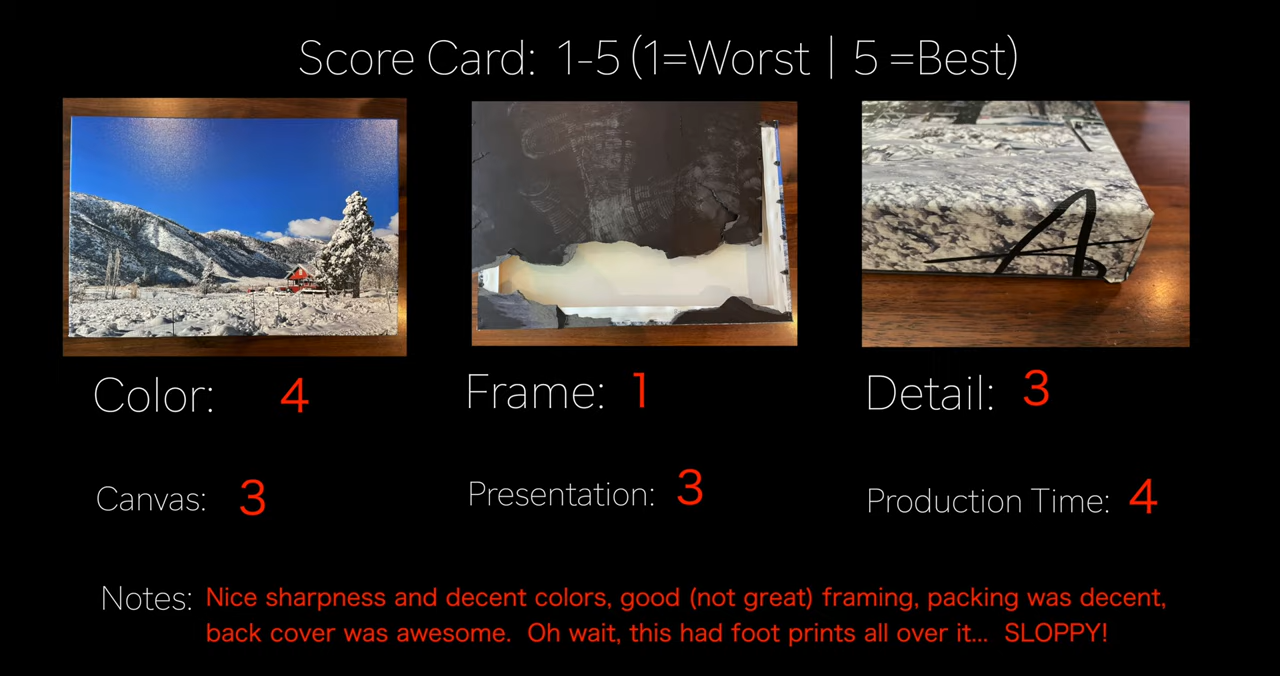 Score Card: 1-5 (1=Worst | 5 =Best)
Color: 4
Frame: 1
Detail: 3
Canvas: 3
Presentation: 3
Production Time: 4
Notes: Nice sharpness and decent colors, good (not great) framing, packing was decent,
back cover was awesome. Oh wait, this had foot prints all over it... SLOPPY!